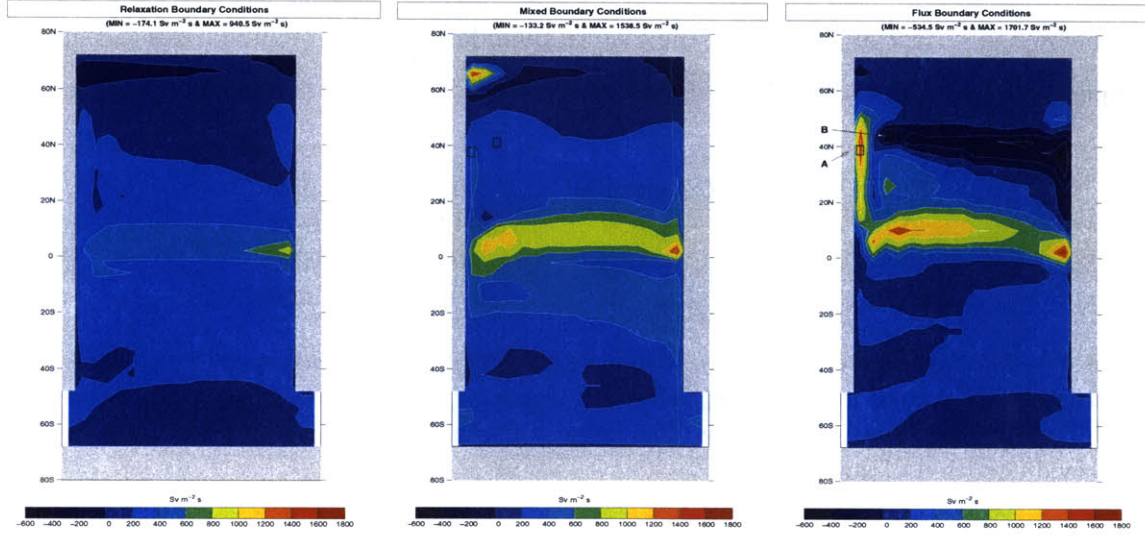 Relaxation Boundary Conditions
(MIN = −174.1 Sv m⁻² s & MAX = 940.5 Sv m⁻² s)
80N
60N
40N
20N
0
20S
40S
60S
80S
Sv m⁻² s
−600 −400 −200 0 200 400 600 800 1000 1200 1400 1600 1800
Mixed Boundary Conditions
(MIN = −133.2 Sv m⁻² s & MAX = 1538.5 Sv m⁻² s)
80N
60N
40N
20N
0
20S
40S
60S
80S
Sv m⁻² s
−600 −400 −200 0 200 400 600 800 1000 1200 1400 1600 1800
Flux Boundary Conditions
(MIN = −534.5 Sv m⁻² s & MAX = 1701.7 Sv m⁻² s)
80N
60N
B
40N
A
20N
0
20S
40S
60S
80S
Sv m⁻² s
−600 −400 −200 0 200 400 600 800 1000 1200 1400 1600 1800